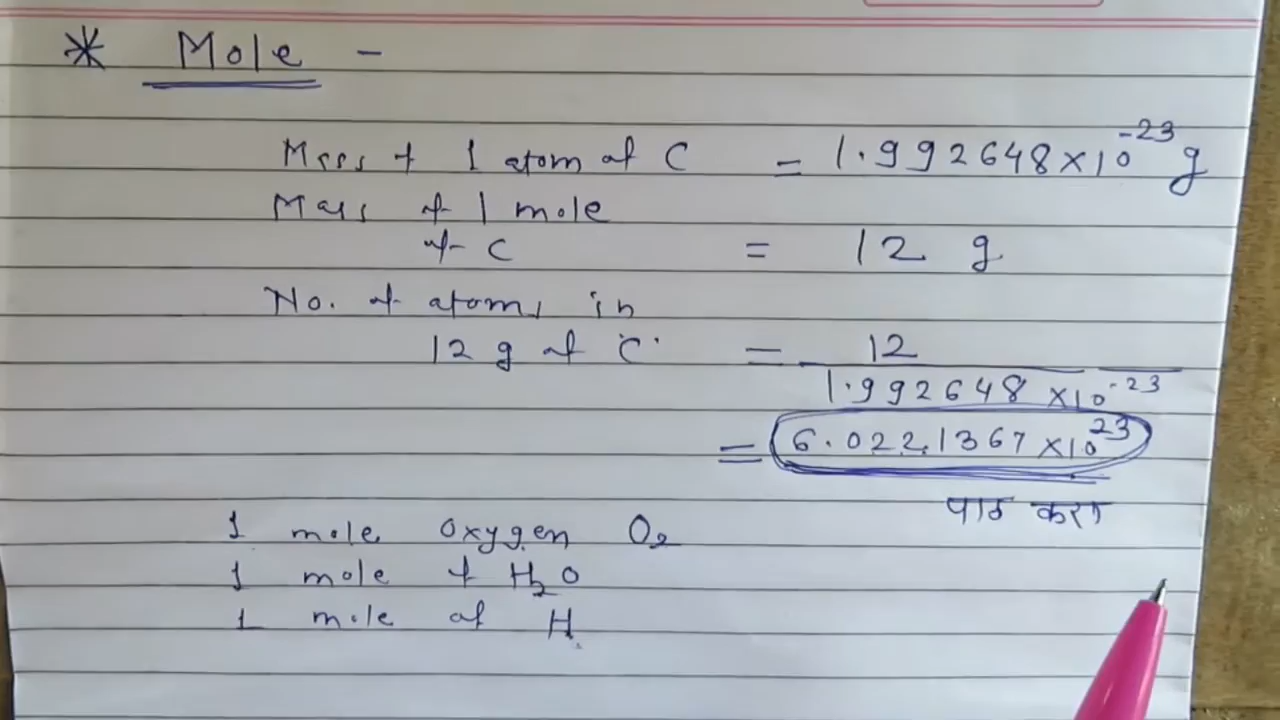 * Mole -
Mass of 1 atom of C = 1.992648 × 10⁻²³ g
Mass of 1 mole
of C = 12 g
No. of atoms in
12 g of C = 12
1.992648 × 10⁻²³
= 6.0221367 × 10²³
पाठ करा
1 mole oxygen O₂
1 mole of H₂O
1 mole of H